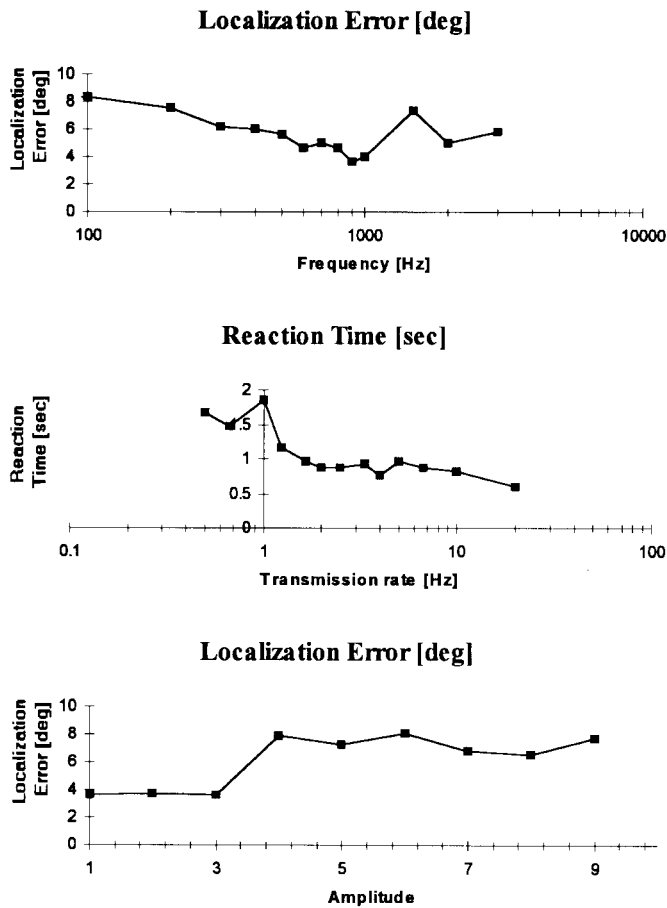 Localization Error [deg]
Localization
Error [deg]
10
8
6
4
2
0
100
1000
10000
Frequency [Hz]
Reaction Time [sec]
Reaction
Time [sec]
2
.5
1
0.5
0
0.1
1
10
100
Transmission rate [Hz]
Localization Error [deg]
Localization
Error [deg]
10
8
6
4
2
0
1
3
5
7
9
Amplitude